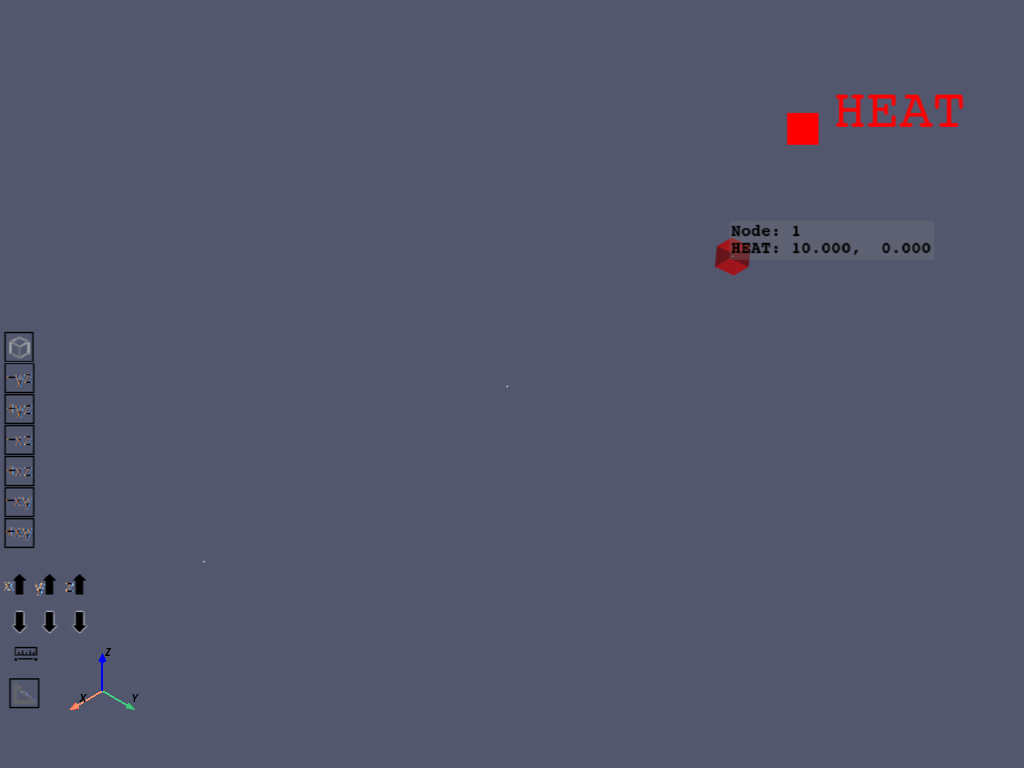 HEAT
Node: 1
HEAT: 10.000,  0.000
-yz
+yz
-xz
+xz
-xy
+xy
x y z
Z
X Y